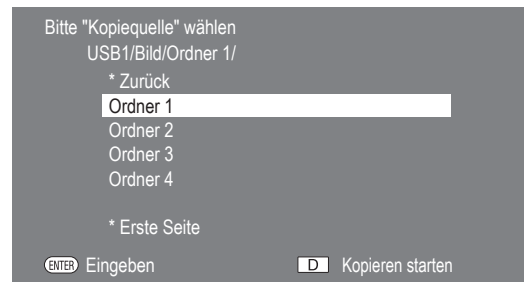 Bitte "Kopiequelle" wählen
USB1/Bild/Ordner 1/
* Zurück
Ordner 1
Ordner 2
Ordner 3
Ordner 4
* Erste Seite
ENTER Eingeben D Kopieren starten